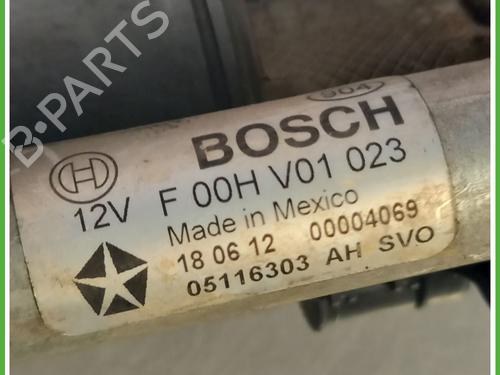 B-PARTS
904
BOSCH
12V F 00H V01 023
Made in Mexico
18 06 12 00004069
05116303 AH SVO